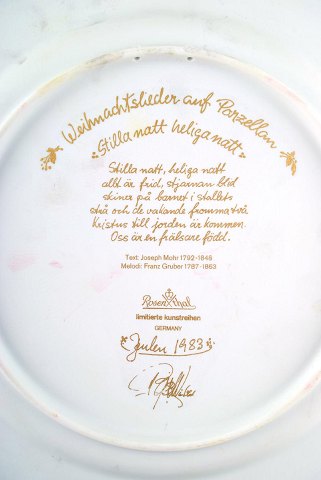 Weihnachtslieder auf Porzellan
Stilla natt heliga natt
Stilla natt, heliga natt
allt är frid, stjärnan blid
skiner på barnet i stallets
strå och de vakande fromma två.
Kristus till jorden är kommen.
Oss är en frälsare född.
Text: Joseph Mohr 1792-1848
Melodi: Franz Gruber 1787-1863
Rosenthal
limitierte kunstreihen
GERMANY
Julen 1983